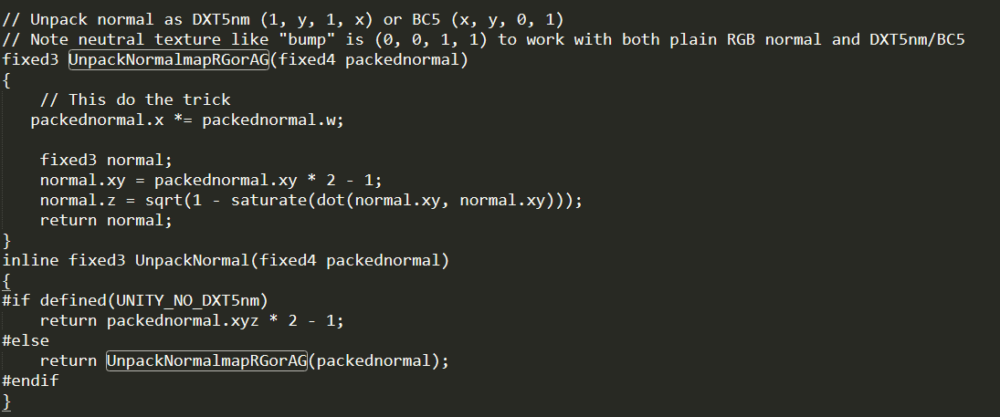 // Unpack normal as DXT5nm (1, y, 1, x) or BC5 (x, y, 0, 1)
// Note neutral texture like "bump" is (0, 0, 1, 1) to work with both plain RGB normal and DXT5nm/BC5
fixed3 UnpackNormalmapRGorAG(fixed4 packednormal)
{
    // This do the trick
   packednormal.x *= packednormal.w;

    fixed3 normal;
    normal.xy = packednormal.xy * 2 - 1;
    normal.z = sqrt(1 - saturate(dot(normal.xy, normal.xy)));
    return normal;
}
inline fixed3 UnpackNormal(fixed4 packednormal)
{
#if defined(UNITY_NO_DXT5nm)
    return packednormal.xyz * 2 - 1;
#else
    return UnpackNormalmapRGorAG(packednormal);
#endif
}